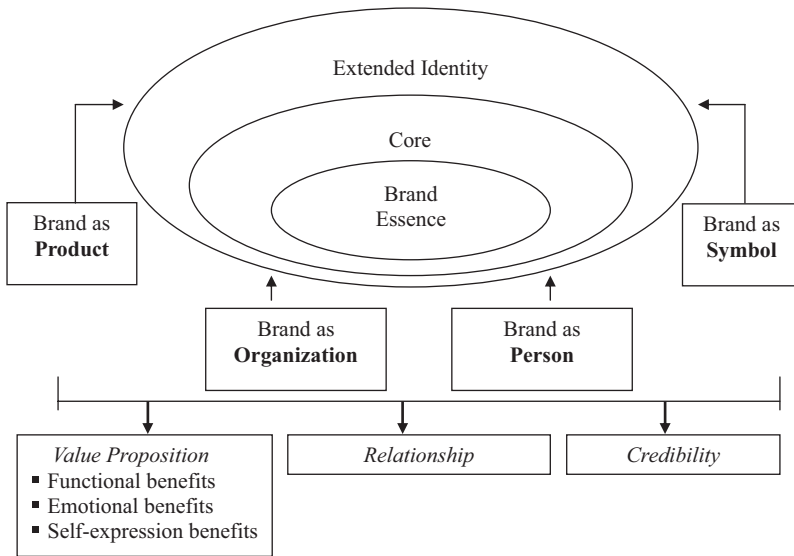 Extended Identity
Core
Brand
Essence
Brand as
Product
Brand as
Symbol
Brand as
Organization
Brand as
Person
Value Proposition
▪ Functional benefits
▪ Emotional benefits
▪ Self-expression benefits
Relationship
Credibility